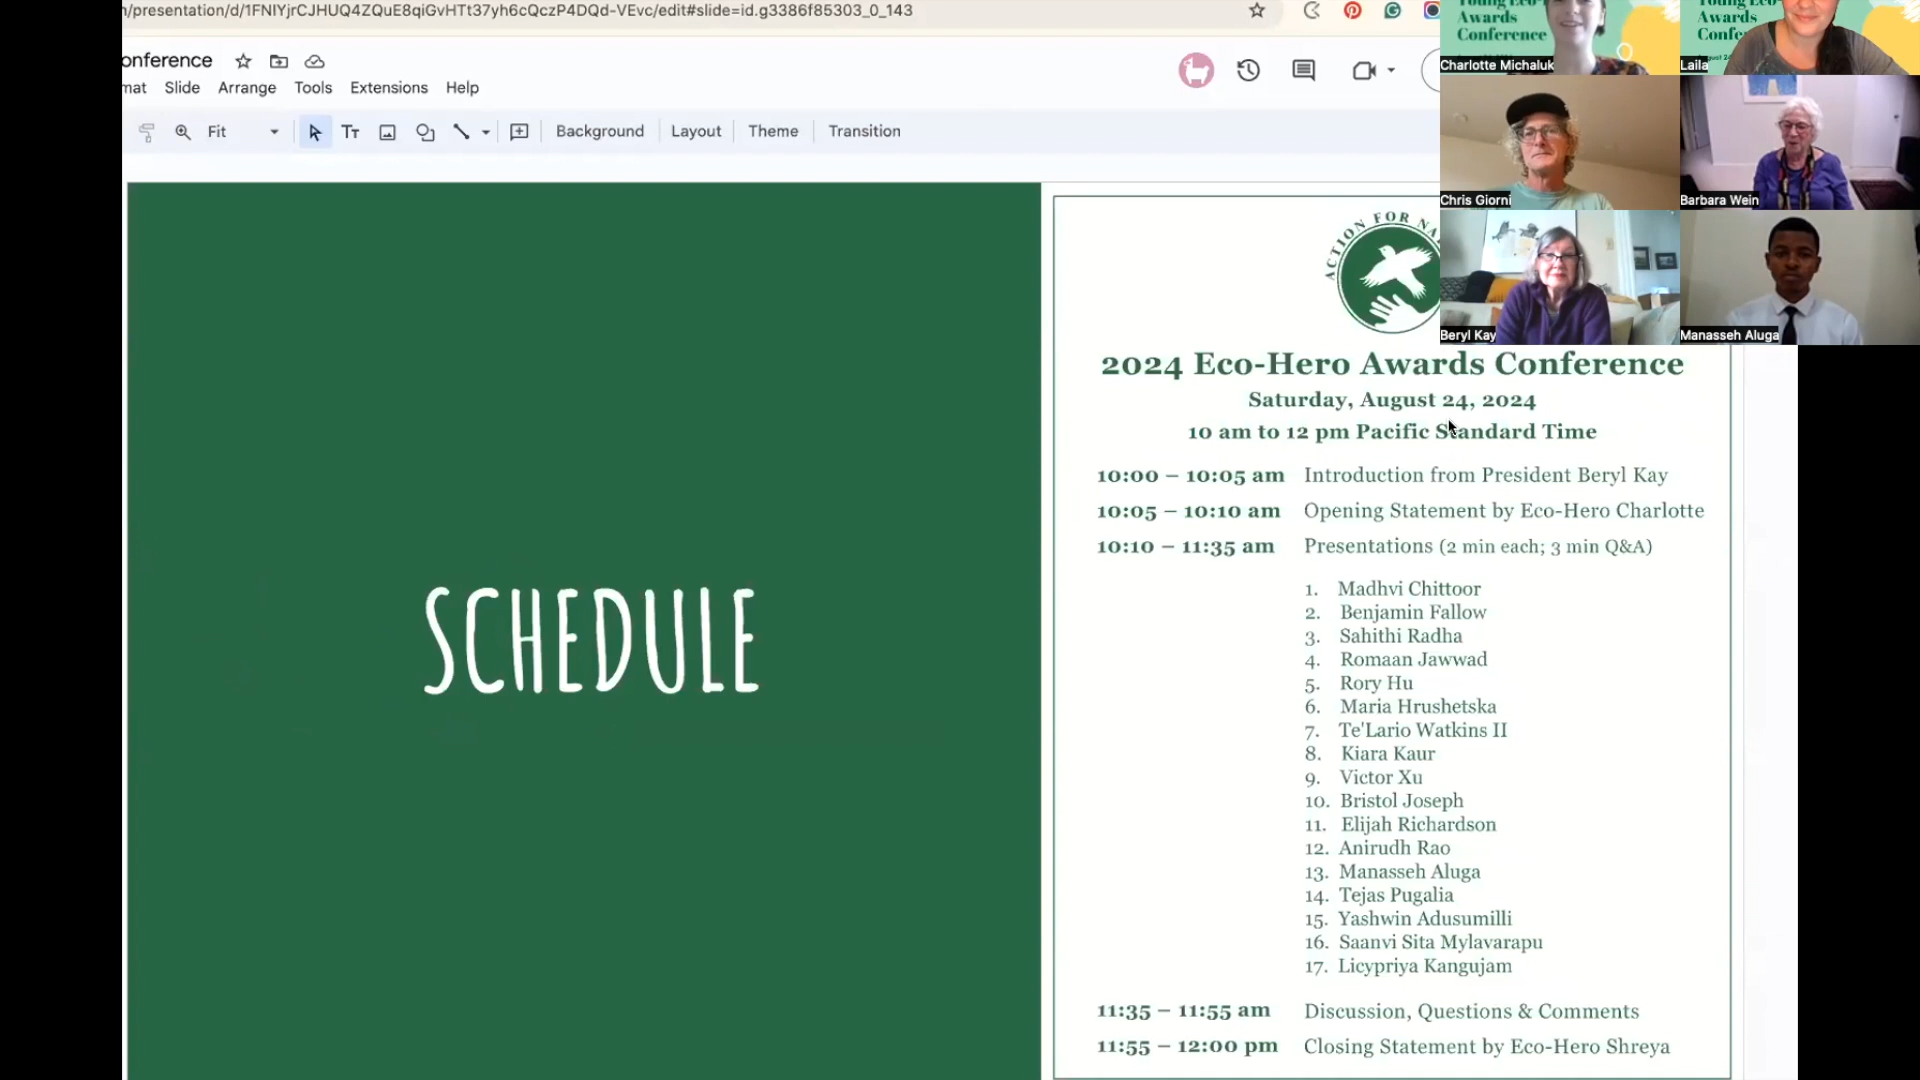 n/presentation/d/1FNIYjrCJHUQ4ZQuE8qiGvHTt37yh6cQczP4DQd-VEvc/edit#slide=id.g3386f85303_0_143
onference
mat Slide Arrange Tools Extensions Help
Fit
Background Layout Theme Transition
Young Eco-
Awards
Conference
Charlotte Michaluk
Young Eco-
Awards
Confe
Laila
Chris Giorni
Barbara Wein
Beryl Kay
Manasseh Aluga
SCHEDULE
ACTION FOR NA
2024 Eco-Hero Awards Conference
Saturday, August 24, 2024
10 am to 12 pm Pacific Standard Time
10:00 – 10:05 am Introduction from President Beryl Kay
10:05 – 10:10 am Opening Statement by Eco-Hero Charlotte
10:10 – 11:35 am Presentations (2 min each; 3 min Q&A)
1. Madhvi Chittoor
2. Benjamin Fallow
3. Sahithi Radha
4. Romaan Jawwad
5. Rory Hu
6. Maria Hrushetska
7. Te'Lario Watkins II
8. Kiara Kaur
9. Victor Xu
10. Bristol Joseph
11. Elijah Richardson
12. Anirudh Rao
13. Manasseh Aluga
14. Tejas Pugalia
15. Yashwin Adusumilli
16. Saanvi Sita Mylavarapu
17. Licypriya Kangujam
11:35 – 11:55 am Discussion, Questions & Comments
11:55 – 12:00 pm Closing Statement by Eco-Hero Shreya